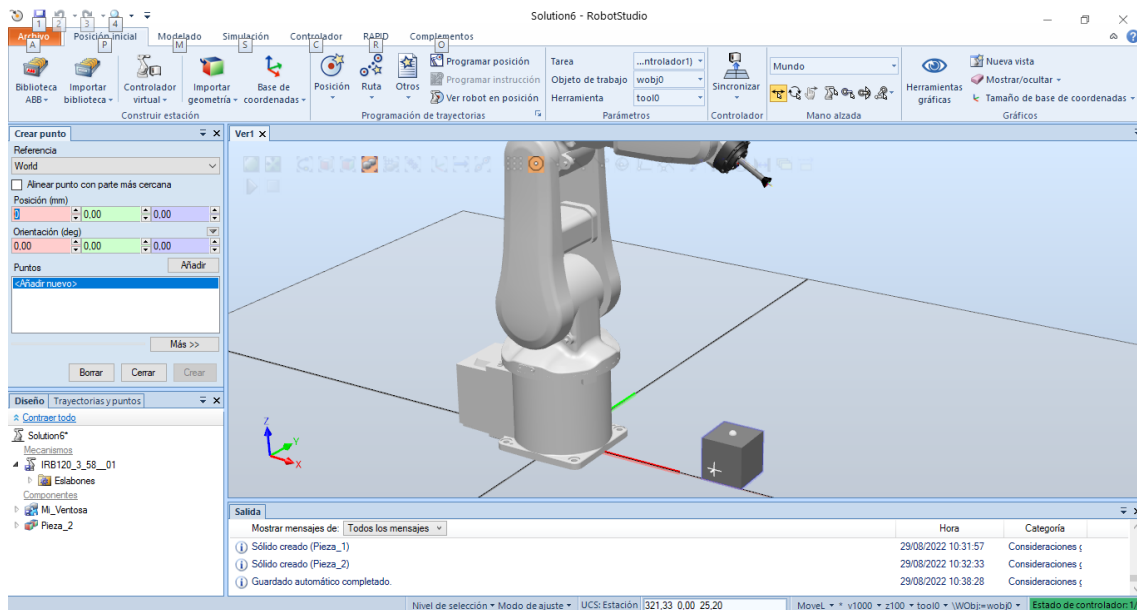 Solution6 - RobotStudio
1 2 3 4
Archivo Posición inicial Modelado Simulación Controlador RAPID Complementos
A P M S C R O
Biblioteca ABB
Importar biblioteca
Controlador virtual
Importar geometría
Base de coordenadas
Construir estación
Posición
Ruta
Otros
Programar posición
Programar instrucción
Ver robot en posición
Programación de trayectorias
Tarea ...ntrolador1)
Objeto de trabajo wobj0
Herramienta tool0
Parámetros
Sincronizar
Controlador
Mundo
Mano alzada
Herramientas gráficas
Nueva vista
Mostrar/ocultar
Tamaño de base de coordenadas
Gráficos
Crear punto
Referencia
World
Alinear punto con parte más cercana
Posición (mm)
0 0.00 0.00
Orientación (deg)
0.00 0.00 0.00
Puntos Añadir
<Añadir nuevo>
Más >>
Borrar Cerrar Crear
Diseño Trayectorias y puntos
Contraer todo
Solution6*
Mecanismos
IRB120_3_58__01
Eslabones
Componentes
Mi_Ventosa
Pieza_2
Ver1
Z
Y
X
Salida
Mostrar mensajes de: Todos los mensajes Hora Categoría
Sólido creado (Pieza_1) 29/08/2022 10:31:57 Consideraciones g
Sólido creado (Pieza_2) 29/08/2022 10:32:33 Consideraciones g
Guardado automático completado. 29/08/2022 10:38:28 Consideraciones g
Nivel de selección Modo de ajuste UCS: Estación 321,33 0,00 25,20 MoveL * v1000 z100 tool0 \WObj:=wobj0 Estado de controlador: 1